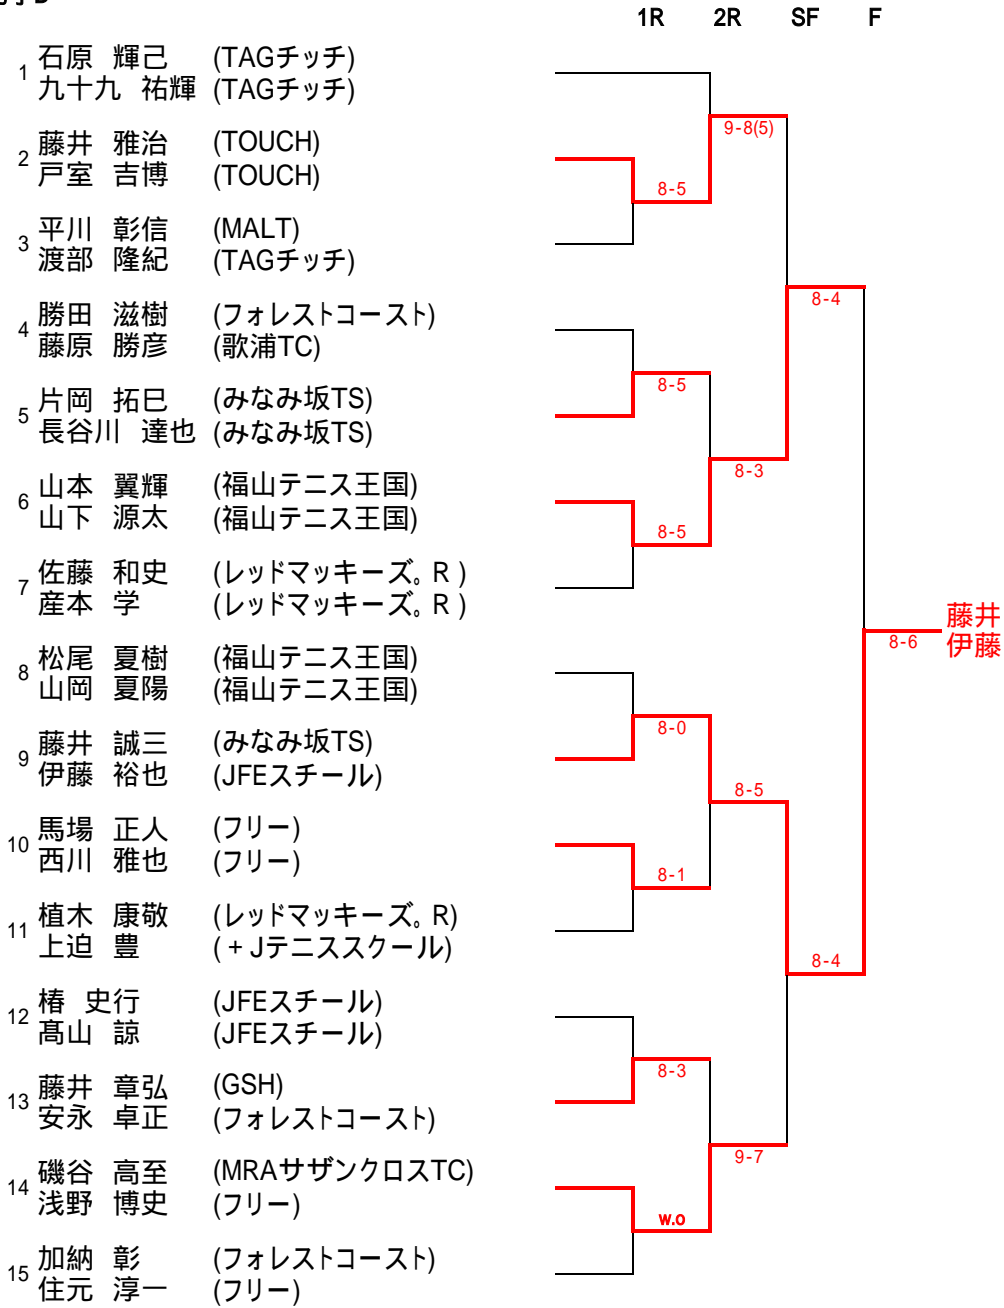 1R 2R SF F
1 石原 輝己 (TAGチッチ)
九十九 祐輝 (TAGチッチ)
9-8(5)
2 藤井 雅治 (TOUCH)
戸室 吉博 (TOUCH)
8-5
3 平川 彰信 (MALT)
渡部 隆紀 (TAGチッチ)
8-4
4 勝田 滋樹 (フォレストコースト)
藤原 勝彦 (歌浦TC)
8-5
5 片岡 拓巳 (みなみ坂TS)
長谷川 達也 (みなみ坂TS)
8-3
6 山本 翼輝 (福山テニス王国)
山下 源太 (福山テニス王国)
8-5
7 佐藤 和史 (レッドマッキーズ。R )
産本 学 (レッドマッキーズ。R )
8-6
藤井
伊藤
8 松尾 夏樹 (福山テニス王国)
山岡 夏陽 (福山テニス王国)
8-0
9 藤井 誠三 (みなみ坂TS)
伊藤 裕也 (JFEスチール)
8-5
10 馬場 正人 (フリー)
西川 雅也 (フリー)
8-1
11 植木 康敬 (レッドマッキーズ。R)
上迫 豊 (+Jテニススクール)
8-4
12 椿 史行 (JFEスチール)
髙山 諒 (JFEスチール)
8-3
13 藤井 章弘 (GSH)
安永 卓正 (フォレストコースト)
9-7
14 磯谷 高至 (MRAサザンクロスTC)
浅野 博史 (フリー)
w.o
15 加納 彰 (フォレストコースト)
住元 淳一 (フリー)